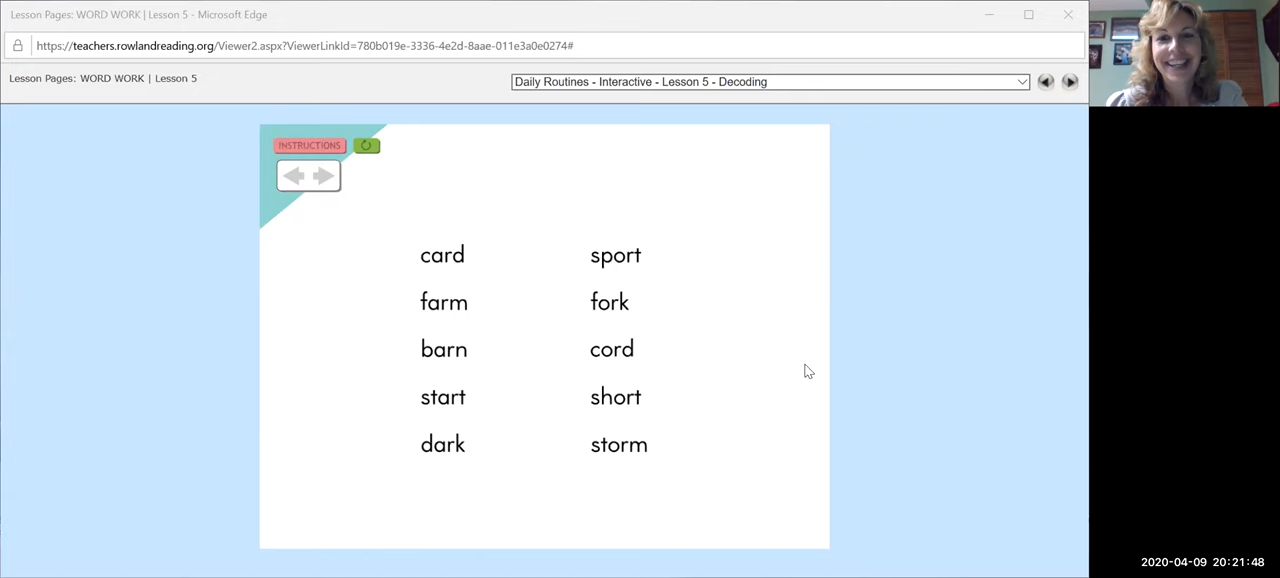 Lesson Pages: WORD WORK | Lesson 5 - Microsoft Edge
https://teachers.rowlandreading.org/Viewer2.aspx?ViewerLinkId=780b019e-3336-4e2d-8aae-011e3a0e0274#
Lesson Pages: WORD WORK | Lesson 5
Daily Routines - Interactive - Lesson 5 - Decoding
INSTRUCTIONS
card
farm
barn
start
dark
sport
fork
cord
short
storm
2020-04-09 20:21:48